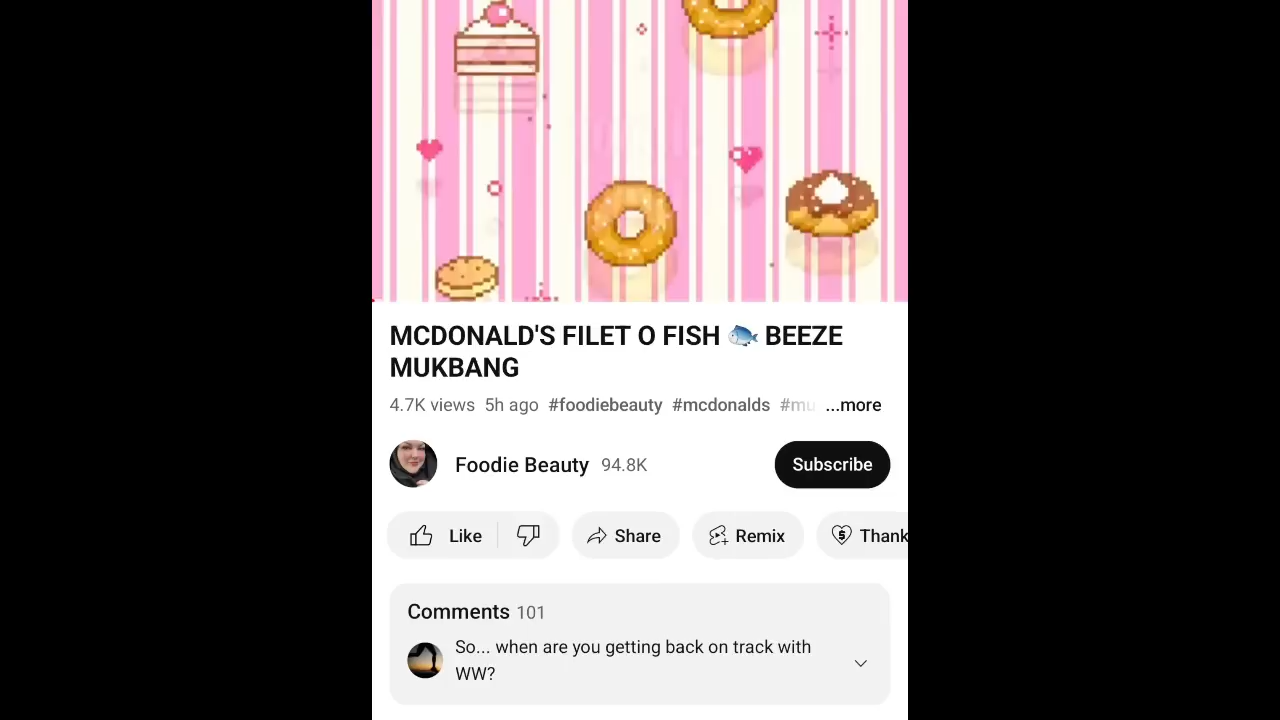 MCDONALD'S FILET O FISH 🐟 BEEZE
MUKBANG
4.7K views 5h ago #foodiebeauty #mcdonalds #mu ...more
Foodie Beauty 94.8K Subscribe
Like Share Remix Thank
Comments 101
So... when are you getting back on track with
WW?